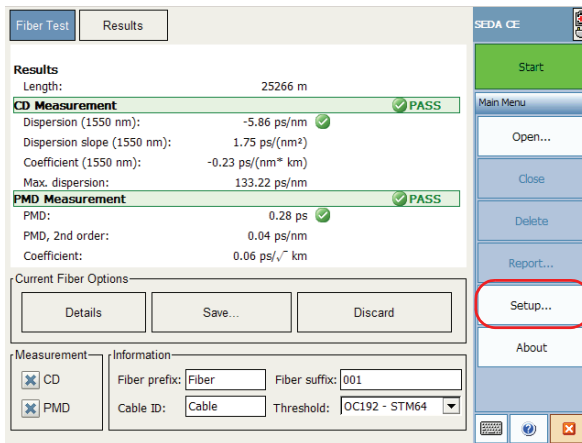 Fiber Test Results SEDA CE
Start
Results
Length: 25266 m
Main Menu
CD Measurement PASS
Dispersion (1550 nm): -5.86 ps/nm
Open...
Dispersion slope (1550 nm): 1.75 ps/(nm²)
Coefficient (1550 nm): -0.23 ps/(nm* km)
Close
Max. dispersion: 133.22 ps/nm
PMD Measurement PASS
PMD: 0.28 ps
Delete
PMD, 2nd order: 0.04 ps/nm
Coefficient: 0.06 ps/√ km
Report...
Current Fiber Options
Details Save... Discard
Setup...
Measurement Information
About
CD Fiber prefix: Fiber Fiber suffix: 001
PMD Cable ID: Cable Threshold: OC192 - STM64